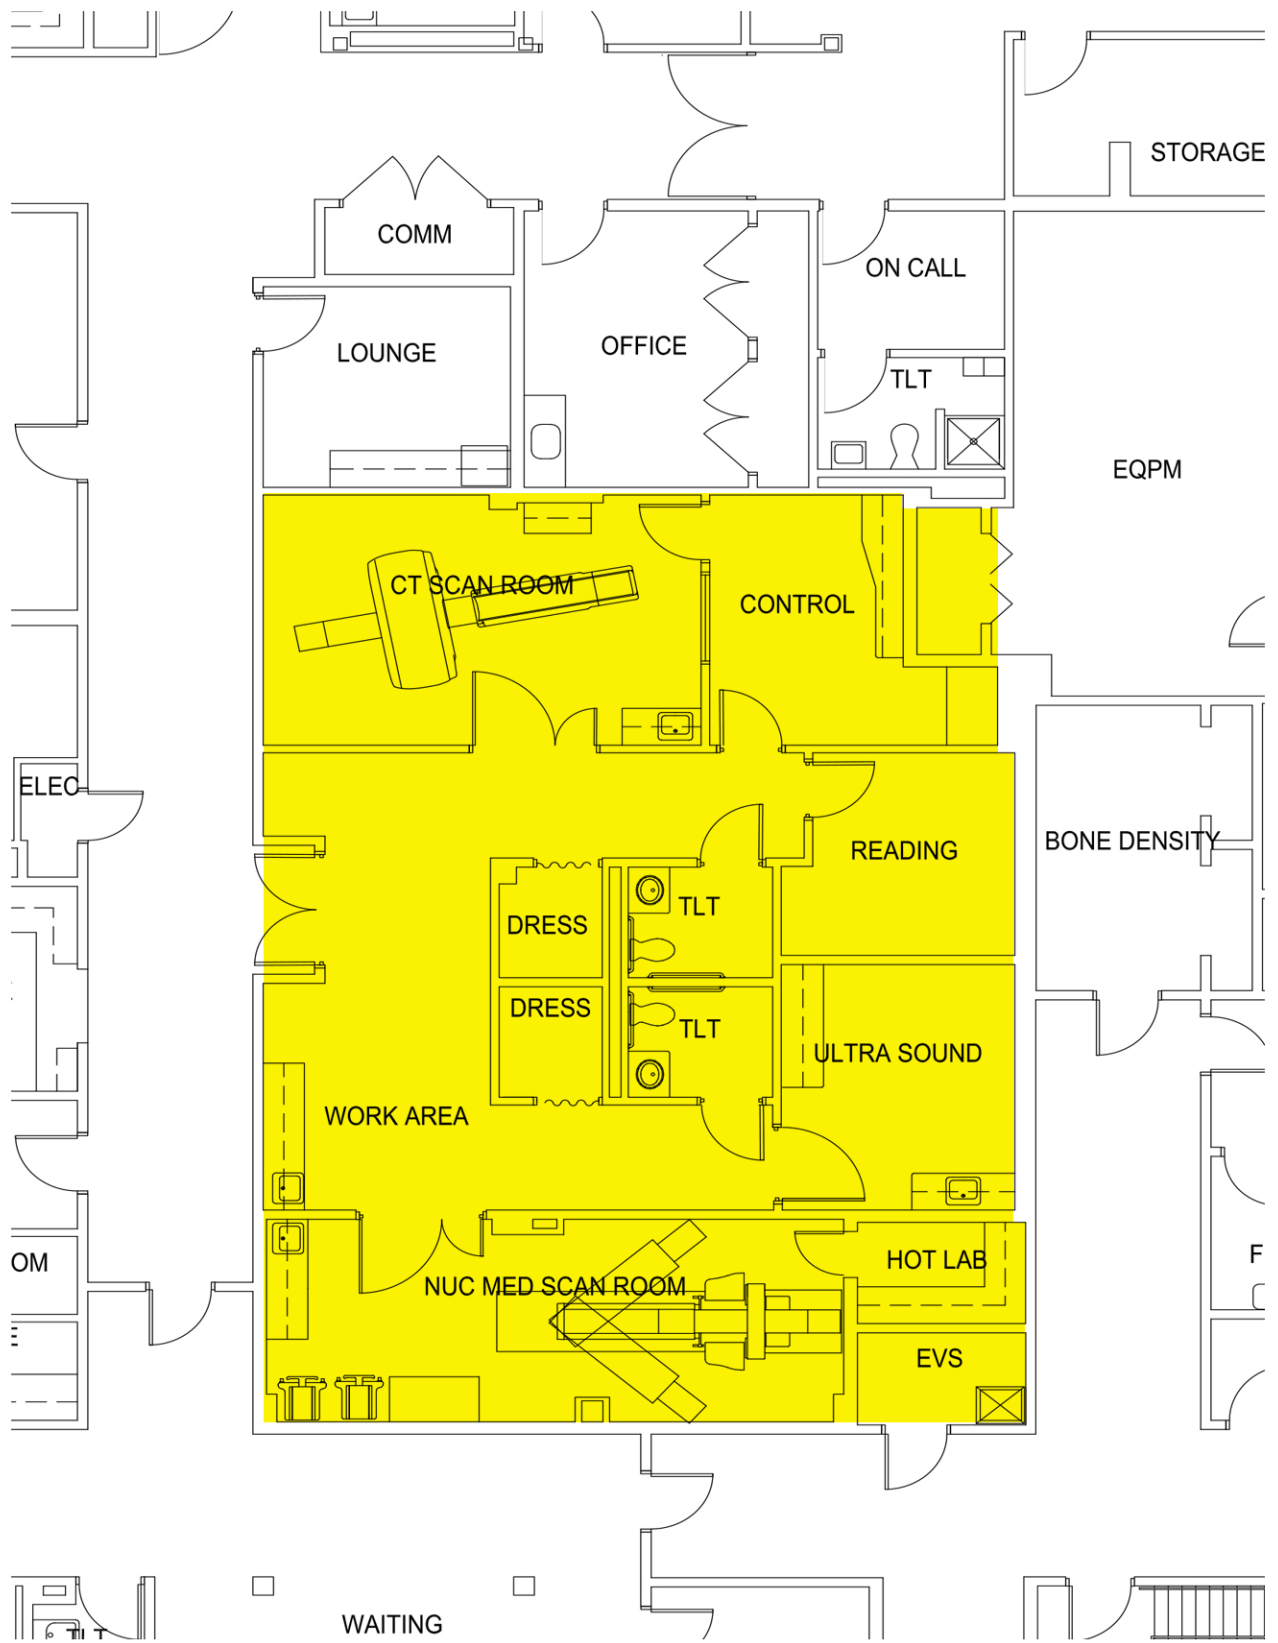 STORAGE
COMM
ON CALL
OFFICE
LOUNGE
TLT
EQPM
CT SCAN ROOM
CONTROL
ELEC
BONE DENSITY
READING
TLT
DRESS
DRESS
TLT
ULTRA SOUND
WORK AREA
HOT LAB
OM
F
NUC MED SCAN ROOM
EVS
WAITING
TLT